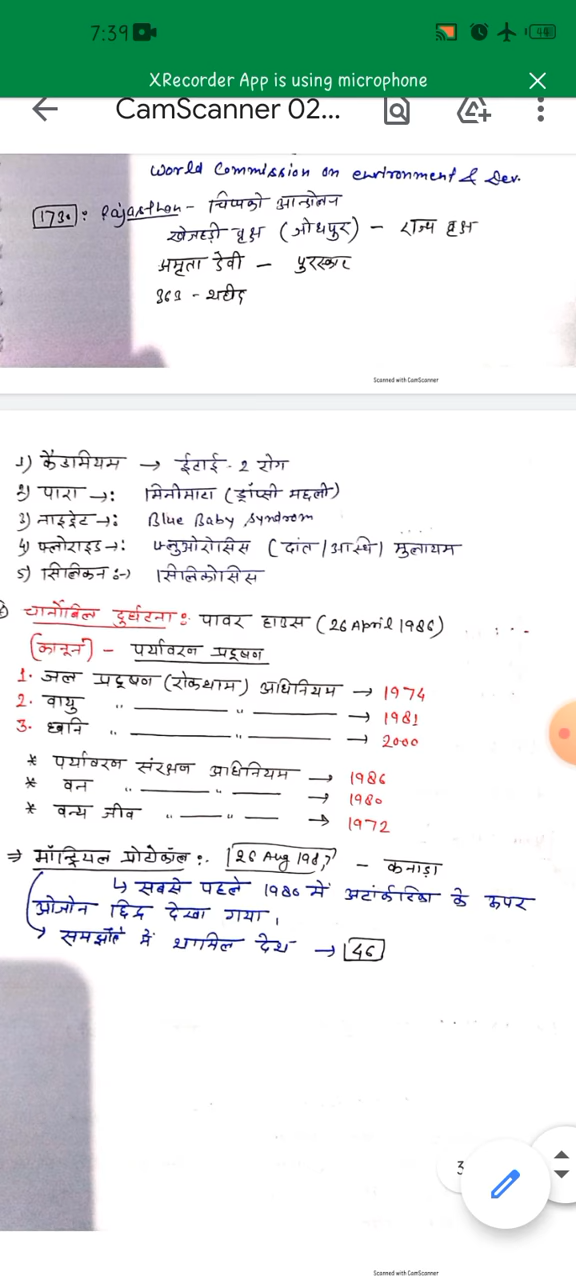 7:39
48
XRecorder App is using microphone
CamScanner 02...
World Commission on environment & Dev.
1730: Rajasthan - चिपको आन्दोलन
खेजड़ी वृक्ष (जोधपुर) - राज्य वृक्ष
अमृता देवी - पुरस्कार
363 - शहीद
Scanned with CamScanner
1) कैडमियम → ईटाई-2 रोग
2) पारा →: मिनीमाटा (ड्रॉप्सी मछली)
3) नाइट्रेट →: Blue Baby Syndrom
4) फ्लोराइड →: फ्लुओरोसिस (दांत/अस्थि) मुलायम
5) सिलिकन :→ सिलिकोसिस
चार्नोबिल दुर्घटना: पावर हाउस (26 April 1986)
(कानून) - पर्यावरण प्रदूषण
1. जल प्रदूषण (रोकथाम) अधिनियम → 1974
2. वायु " — " — → 1981
3. ध्वनि " — " — → 2000
* पर्यावरण संरक्षण अधिनियम → 1986
* वन " — " — → 1980
* वन्य जीव " — " — → 1972
⇒ मॉन्ट्रियल प्रोटोकॉल :. 26 Aug 1987 - कनाडा
↳ सबसे पहले 1980 में अटार्कटिका के ऊपर
ओजोन छिद्र देखा गया।
→ समझौते में शामिल देश → 46
3
Scanned with CamScanner